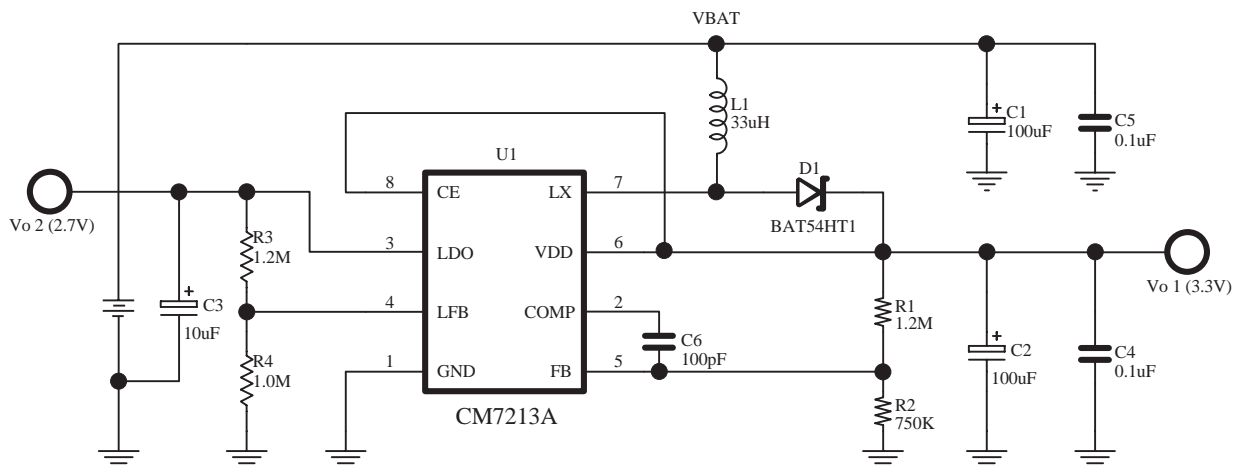 VBAT
L1
33uH
C1
100uF
C5
0.1uF
U1
D1
BAT54HT1
8
CE
LX
7
Vo 2 (2.7V)
3
LDO
VDD
6
R3
1.2M
Vo 1 (3.3V)
4
LFB
COMP
2
C3
10uF
R1
1.2M
C6
100pF
C2
100uF
C4
0.1uF
R4
1.0M
1
GND
FB
5
R2
750K
CM7213A
+
+
+